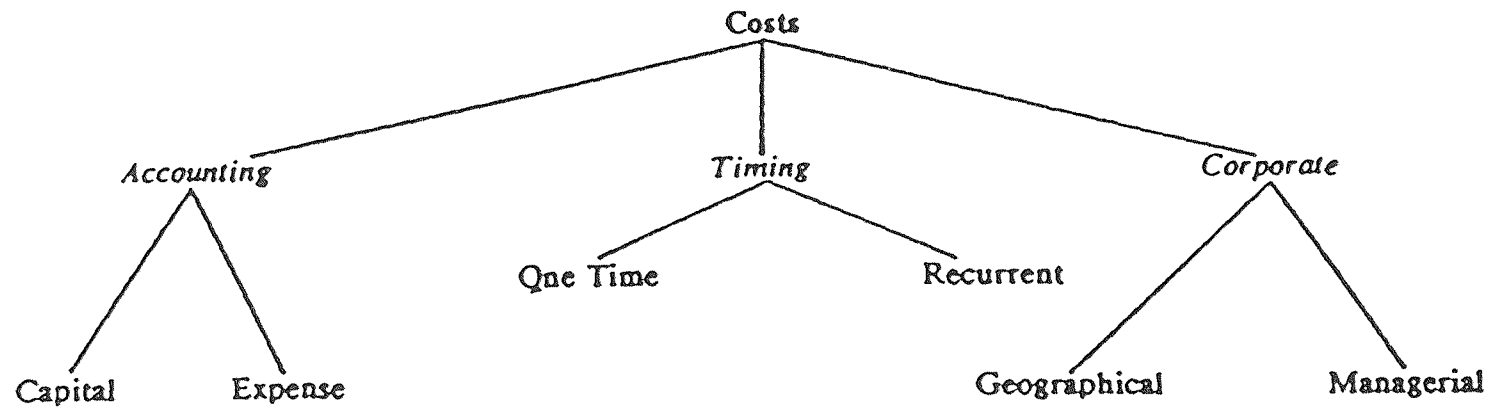 Costs
Accounting Timing Corporate
One Time Recurrent
Capital Expense Geographical Managerial